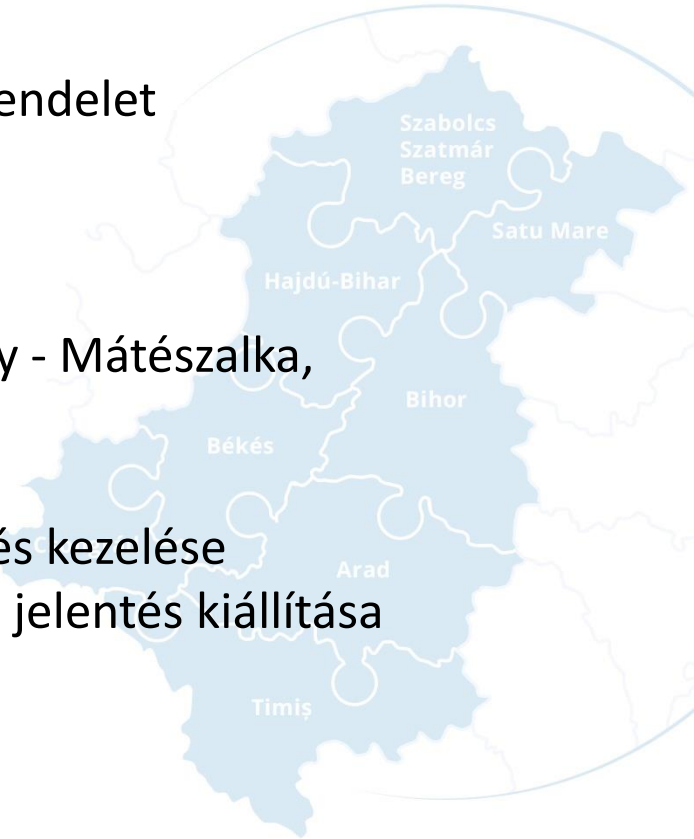 endelet
Szabolcs
Szatmár
Bereg
Satu Mare
Hajdú-Bihar
y - Mátészalka,
Bihor
Békés
és kezelése
Arad
jelentés kiállítása
Timiș